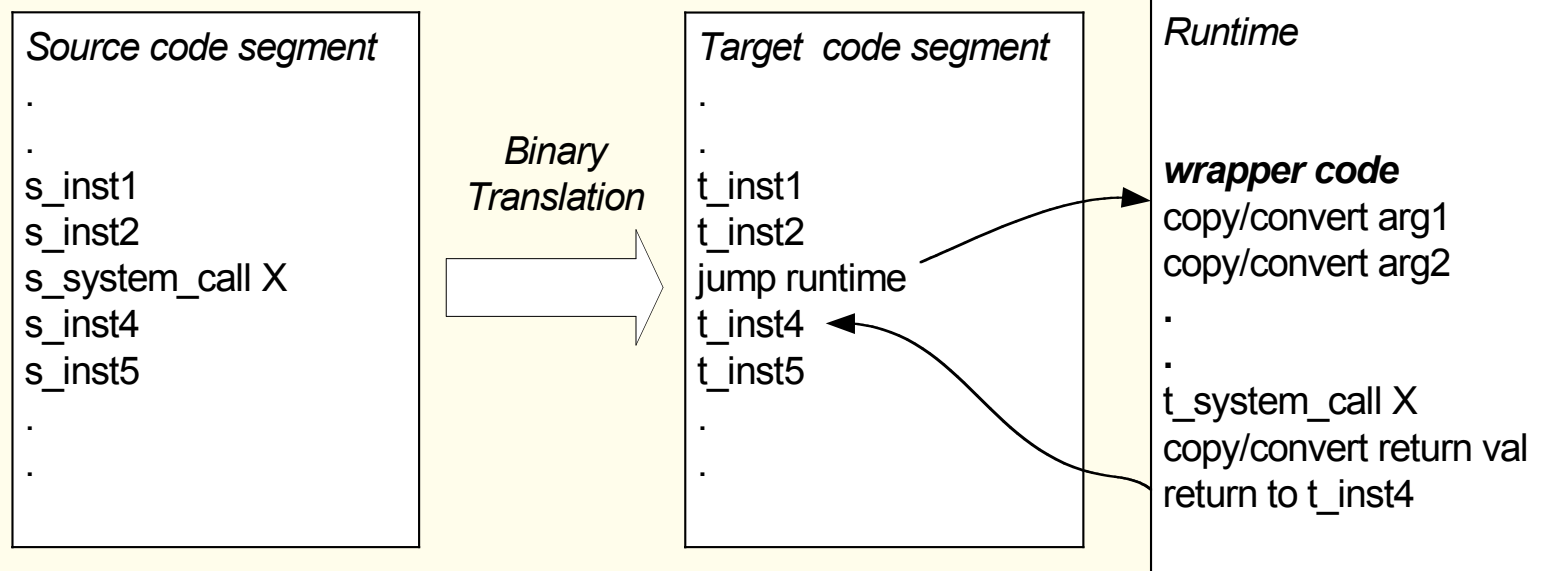 Source code segment
.
.
s_inst1
s_inst2
s_system_call X
s_inst4
s_inst5
.
.
Binary
Translation
Target code segment
.
.
t_inst1
t_inst2
jump runtime
t_inst4
t_inst5
.
.
Runtime
wrapper code
copy/convert arg1
copy/convert arg2
.
.
t_system_call X
copy/convert return val
return to t_inst4